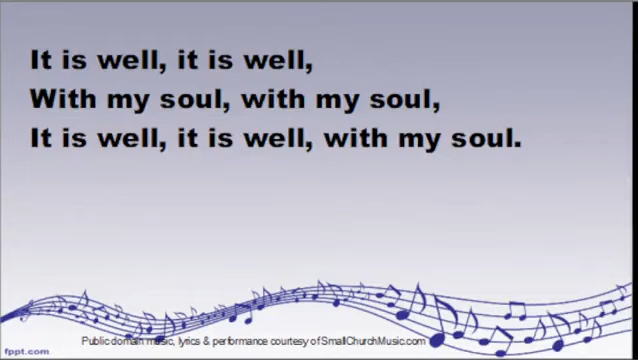 It is well, it is well,
With my soul, with my soul,
It is well, it is well, with my soul.
Public domain music, lyrics & performance courtesy of SmallChurchMusic.com
fppt.com